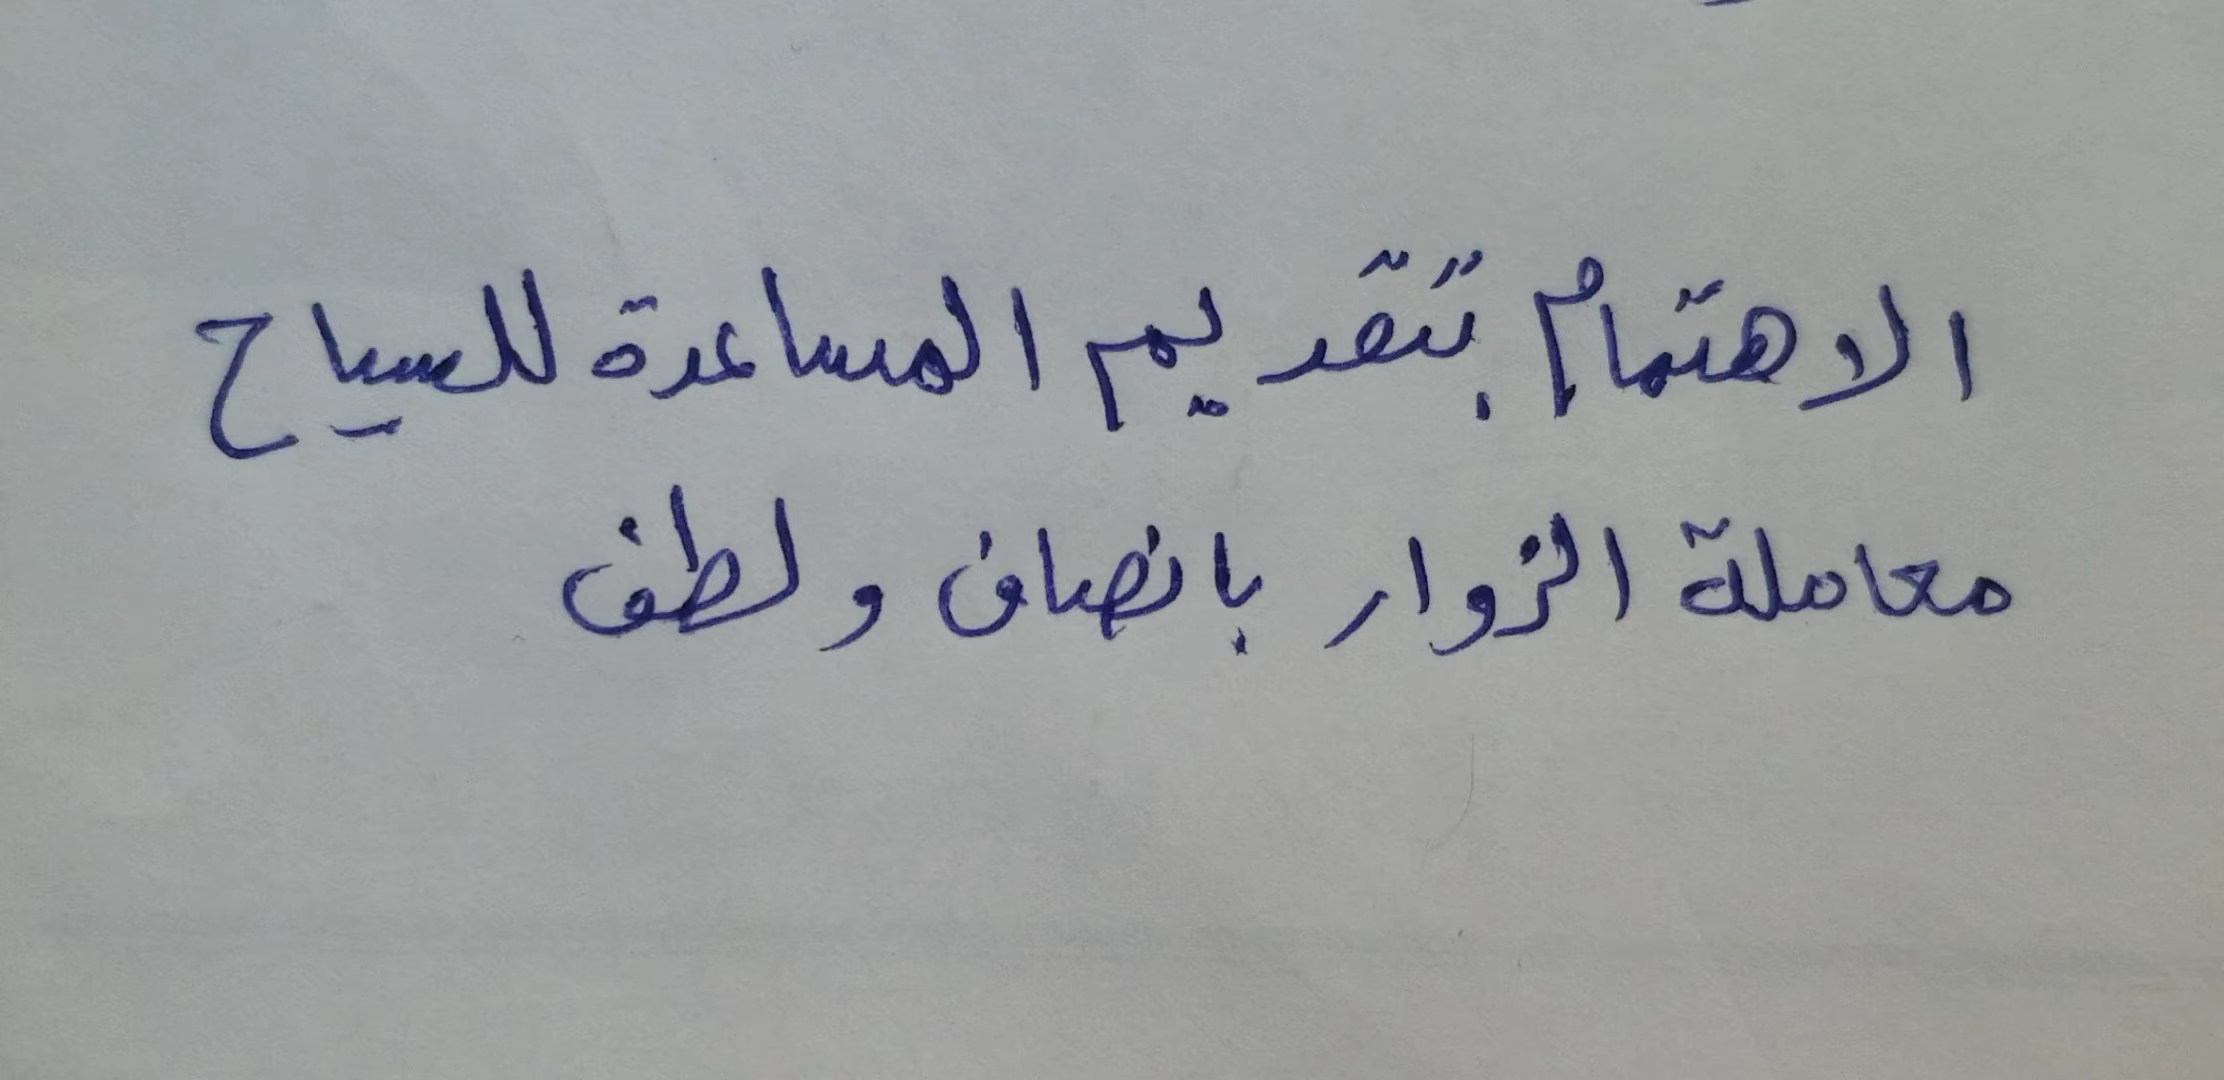 الاهتمام بتقديم المساعدة للسياح
معاملة الزوار بانصاف ولطف